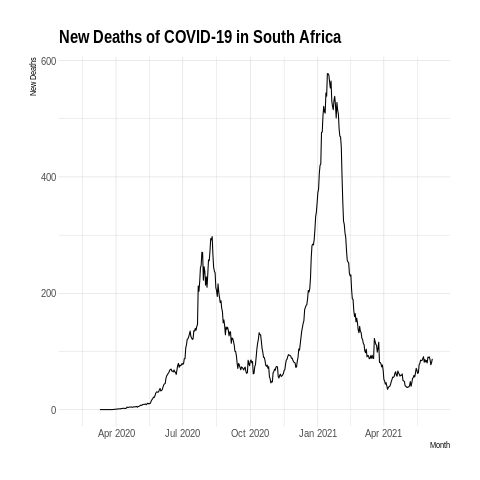 New Deaths of COVID-19 in South Africa
New Deaths
600
400
200
0
Apr 2020 Jul 2020 Oct 2020 Jan 2021 Apr 2021
Month